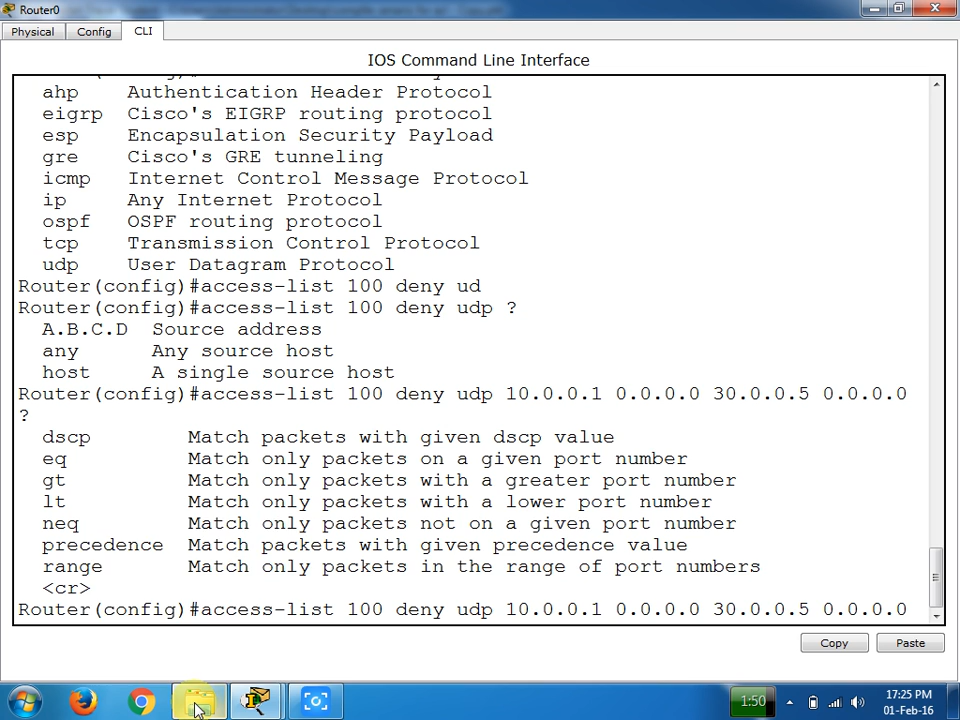 Router0
Physical
Config
CLI
IOS Command Line Interface
ahp Authentication Header Protocol
eigrp Cisco's EIGRP routing protocol
esp Encapsulation Security Payload
gre Cisco's GRE tunneling
icmp Internet Control Message Protocol
ip Any Internet Protocol
ospf OSPF routing protocol
tcp Transmission Control Protocol
udp User Datagram Protocol
Router(config)#access-list 100 deny ud
Router(config)#access-list 100 deny udp ?
A.B.C.D Source address
any Any source host
host A single source host
Router(config)#access-list 100 deny udp 10.0.0.1 0.0.0.0 30.0.0.5 0.0.0.0
?
dscp Match packets with given dscp value
eq Match only packets on a given port number
gt Match only packets with a greater port number
lt Match only packets with a lower port number
neq Match only packets not on a given port number
precedence Match packets with given precedence value
range Match only packets in the range of port numbers
<cr>
Router(config)#access-list 100 deny udp 10.0.0.1 0.0.0.0 30.0.0.5 0.0.0.0
Copy
Paste
1:50
17:25 PM
01-Feb-16